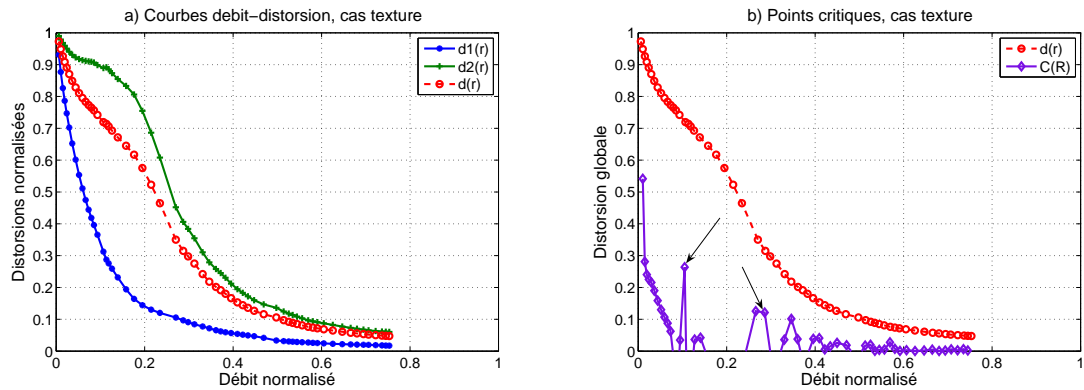 a) Courbes debit−distorsion, cas texture
1
0.9
0.8
0.7
0.6
0.5
0.4
0.3
0.2
0.1
0
Distorsions normalisées
0 0.2 0.4 0.6 0.8 1
Débit normalisé
d1(r)
d2(r)
d(r)
b) Points critiques, cas texture
1
0.9
0.8
0.7
0.6
0.5
0.4
0.3
0.2
0.1
0
Distorsion globale
0 0.2 0.4 0.6 0.8 1
Débit normalisé
d(r)
C(R)